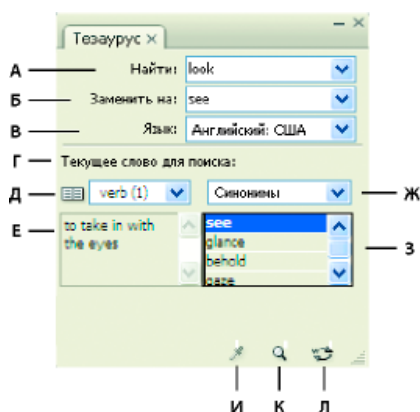 Тезаурус ×
А Найти: look
Б Заменить на: see
В Язык: Английский: США
Г Текущее слово для поиска:
Д verb (1) Синонимы Ж
Е to take in with the eyes
see
glance
behold
gaze
З
И К Л